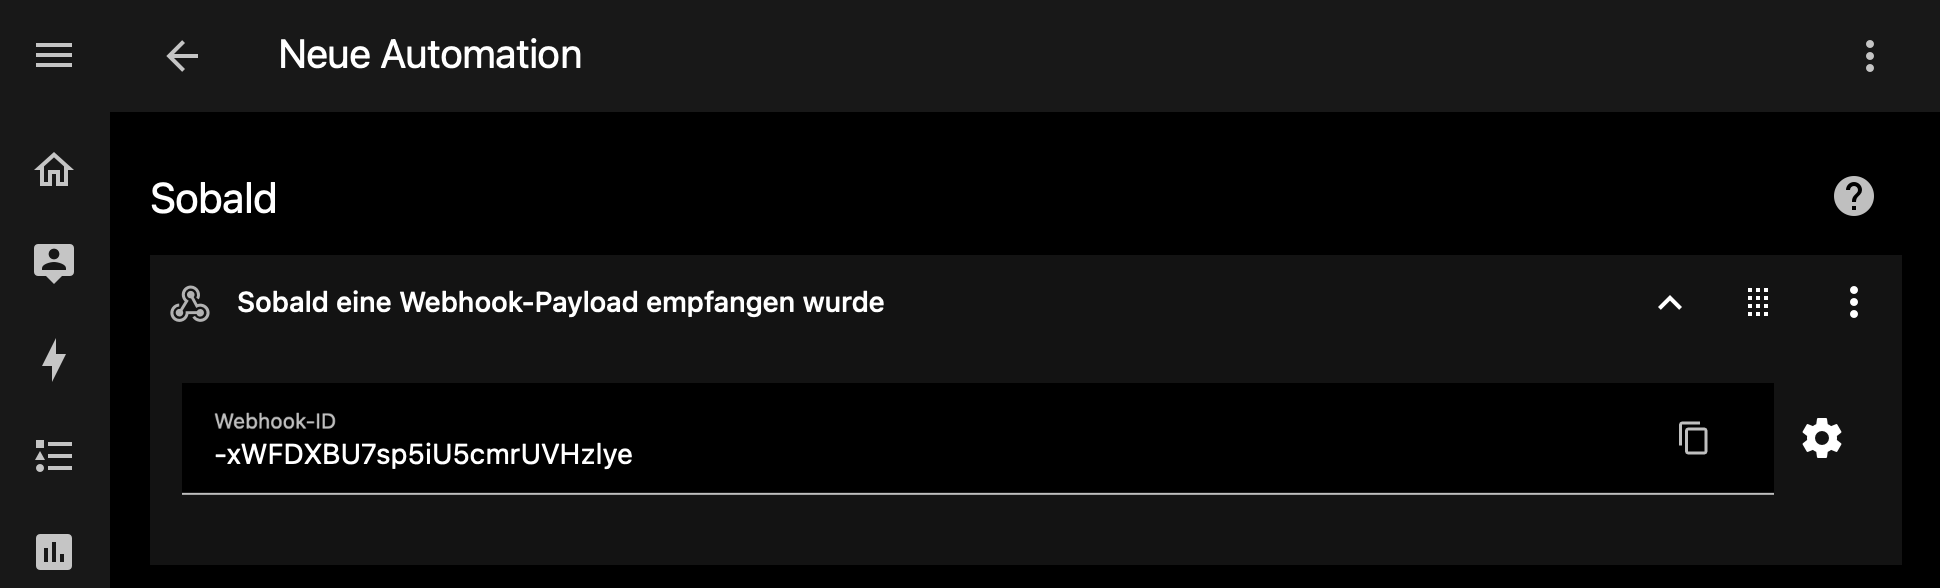 Neue Automation
Sobald
?
Sobald eine Webhook-Payload empfangen wurde
Webhook-ID
-xWFDXBU7sp5iU5cmrUVHzlye